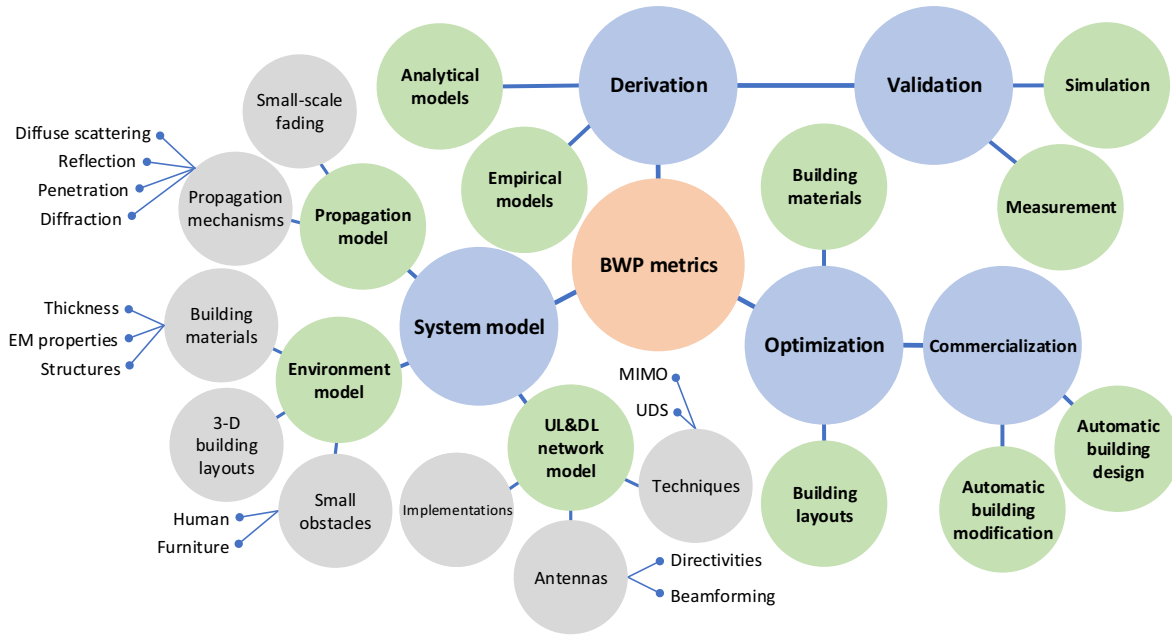 Analytical
models
Derivation
Validation
Simulation
Small-scale
fading
Diffuse scattering
Reflection
Penetration
Diffraction
Propagation
mechanisms
Propagation
model
Empirical
models
Building
materials
Measurement
BWP metrics
Thickness
EM properties
Structures
Building
materials
System model
Environment
model
Optimization
Commercialization
MIMO
UDS
3-D
building
layouts
UL&DL
network
model
Techniques
Automatic
building
design
Human
Furniture
Small
obstacles
Implementations
Building
layouts
Automatic
building
modification
Antennas
Directivities
Beamforming